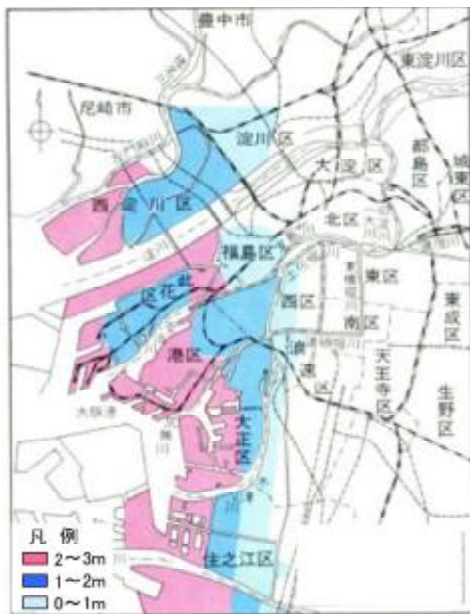 豊中市
東淀川区
尼崎市
淀川区
都島区
城東区
大淀区
西淀川区
北区
淀川
福島区
此花区
東区
西区
東成区
南区
港区
浪速区
天王寺区
生野区
大阪港
大正区
住之江区
凡 例
2～3m
1～2m
0～1m